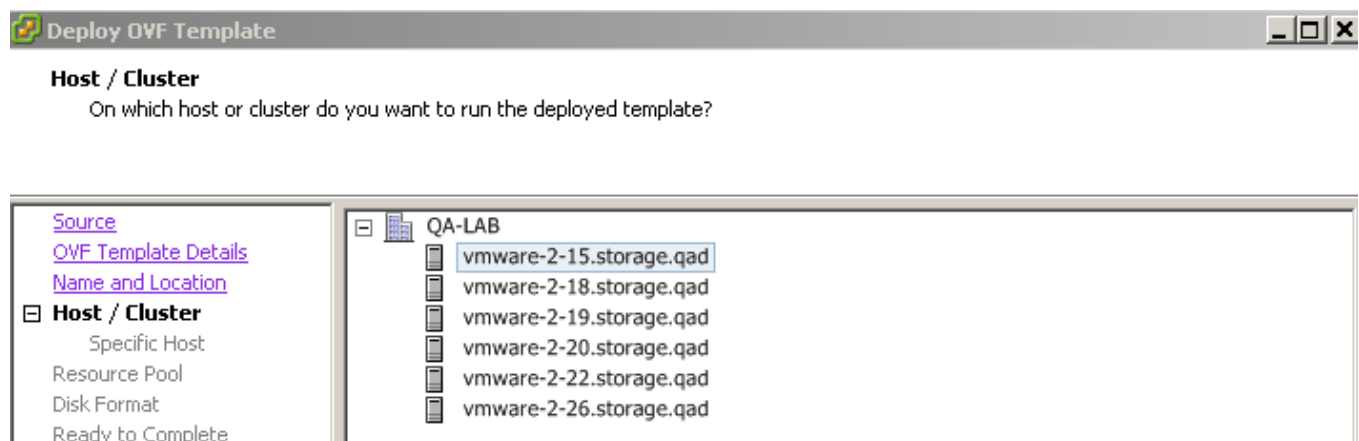 Deploy OVF Template
Host / Cluster
On which host or cluster do you want to run the deployed template?
Source
OVF Template Details
Name and Location
Host / Cluster
Specific Host
Resource Pool
Disk Format
Ready to Complete
QA-LAB
vmware-2-15.storage.qad
vmware-2-18.storage.qad
vmware-2-19.storage.qad
vmware-2-20.storage.qad
vmware-2-22.storage.qad
vmware-2-26.storage.qad